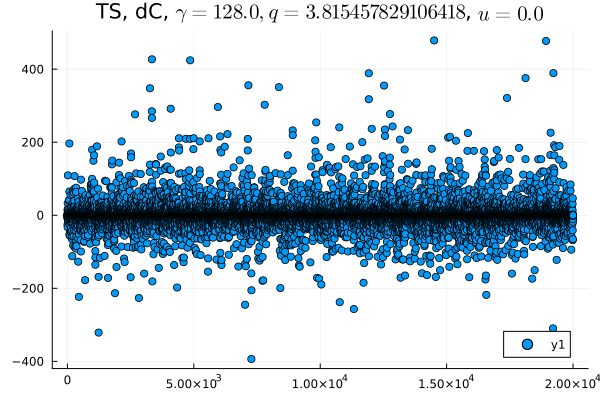 TS, dC, γ = 128.0, q = 3.815457829106418, u = 0.0
400
200
0
−200
−400
y1
0 5.00×10³ 1.00×10⁴ 1.50×10⁴ 2.00×10⁴